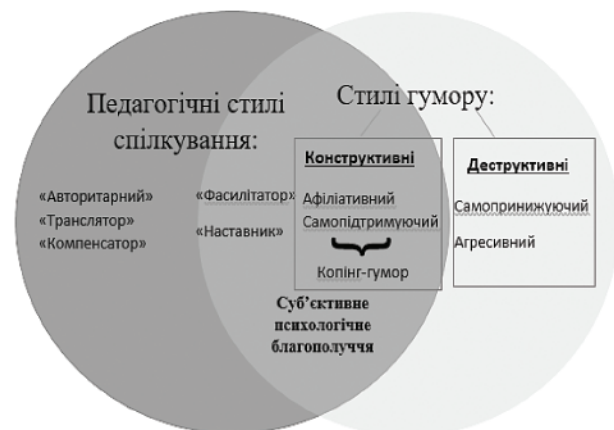 Педагогічні стилі
спілкування:
«Авторитарний»
«Транслятор»
«Компенсатор»
«Фасилітатор»
«Наставник»
Стилі гумору:
Конструктивні
Афіліативний
Самопідтримуючий
Копінг-гумор
Деструктивні
Самопринижуючий
Агресивний
Суб’єктивне
психологічне
благополуччя